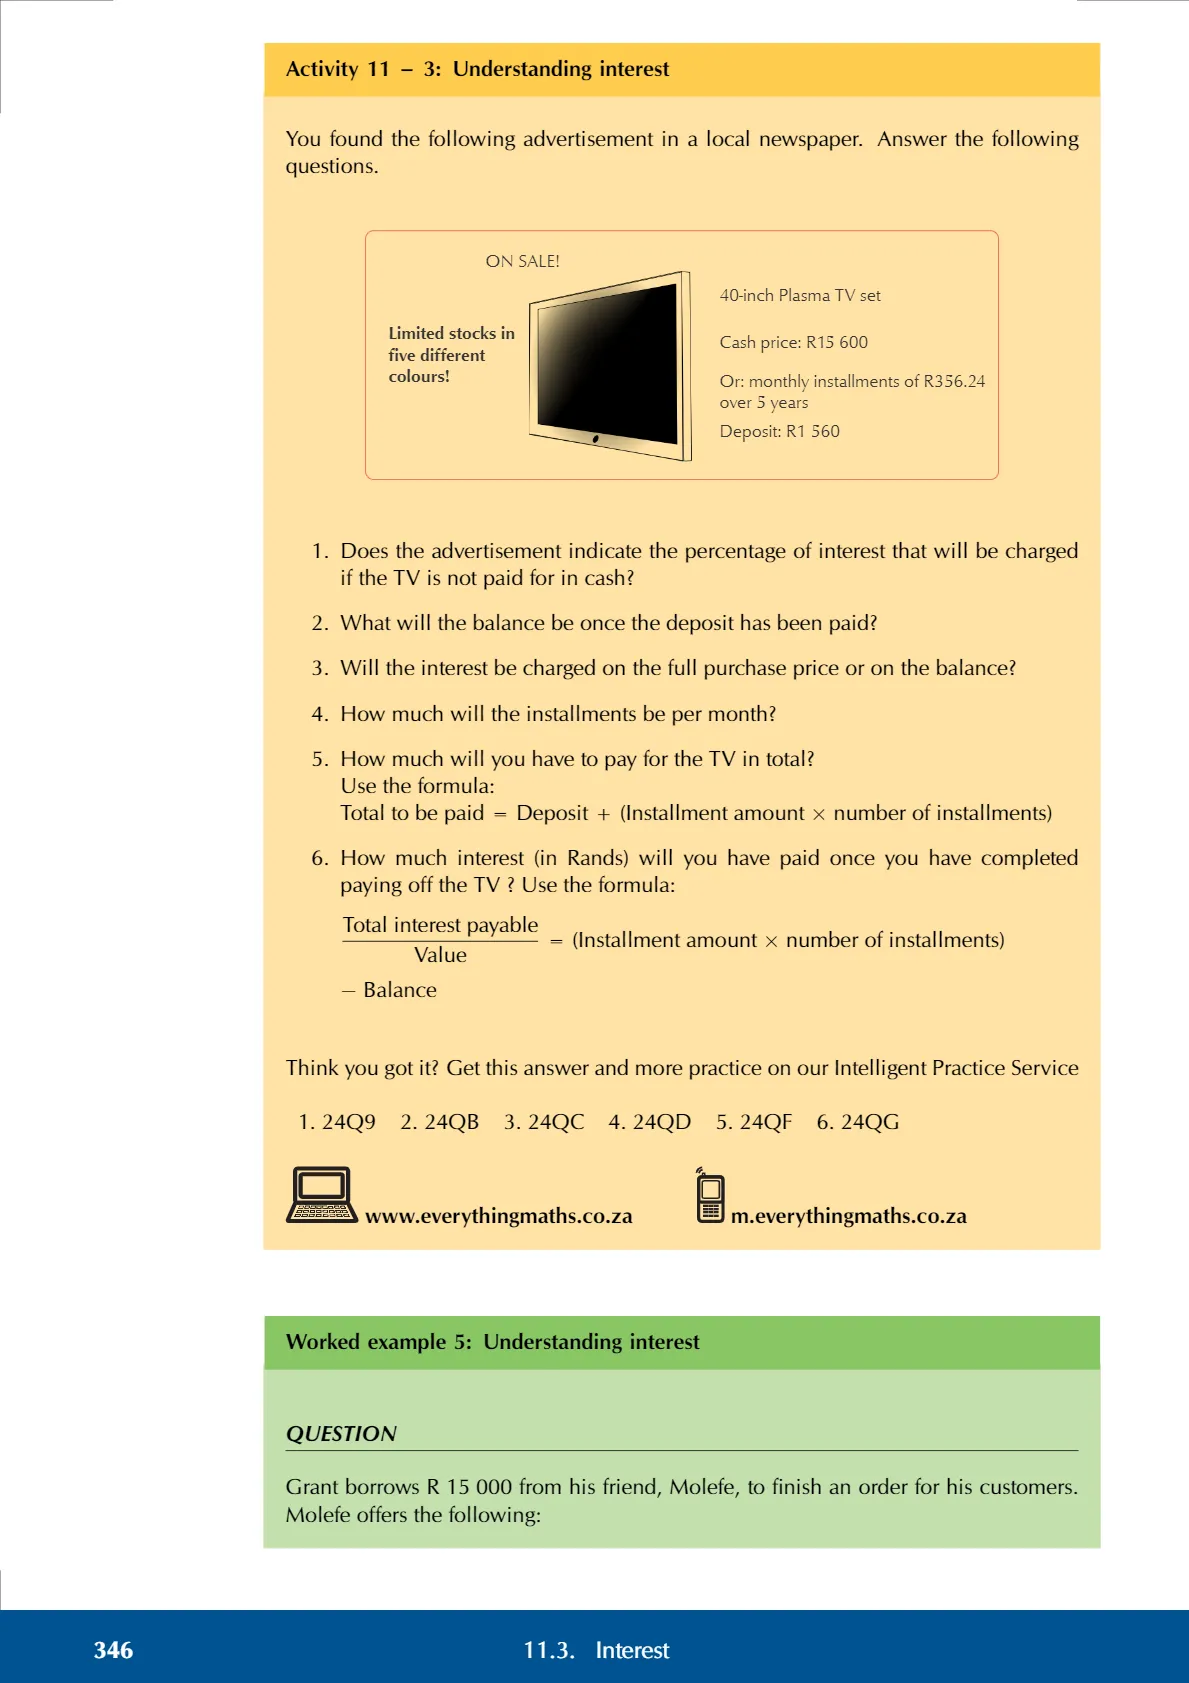 Activity 11 – 3: Understanding interest
You found the following advertisement in a local newspaper. Answer the following
questions.
ON SALE!
Limited stocks in
five different
colours!
40-inch Plasma TV set
Cash price: R15 600
Or: monthly installments of R356.24
over 5 years
Deposit: R1 560
1. Does the advertisement indicate the percentage of interest that will be charged
if the TV is not paid for in cash?
2. What will the balance be once the deposit has been paid?
3. Will the interest be charged on the full purchase price or on the balance?
4. How much will the installments be per month?
5. How much will you have to pay for the TV in total?
Use the formula:
Total to be paid = Deposit + (Installment amount × number of installments)
6. How much interest (in Rands) will you have paid once you have completed
paying off the TV ? Use the formula:
Total interest payable
Value
= (Installment amount × number of installments)
− Balance
Think you got it? Get this answer and more practice on our Intelligent Practice Service
1. 24Q9 2. 24QB 3. 24QC 4. 24QD 5. 24QF 6. 24QG
www.everythingmaths.co.za m.everythingmaths.co.za
Worked example 5: Understanding interest
QUESTION
Grant borrows R 15 000 from his friend, Molefe, to finish an order for his customers.
Molefe offers the following:
346 11.3. Interest